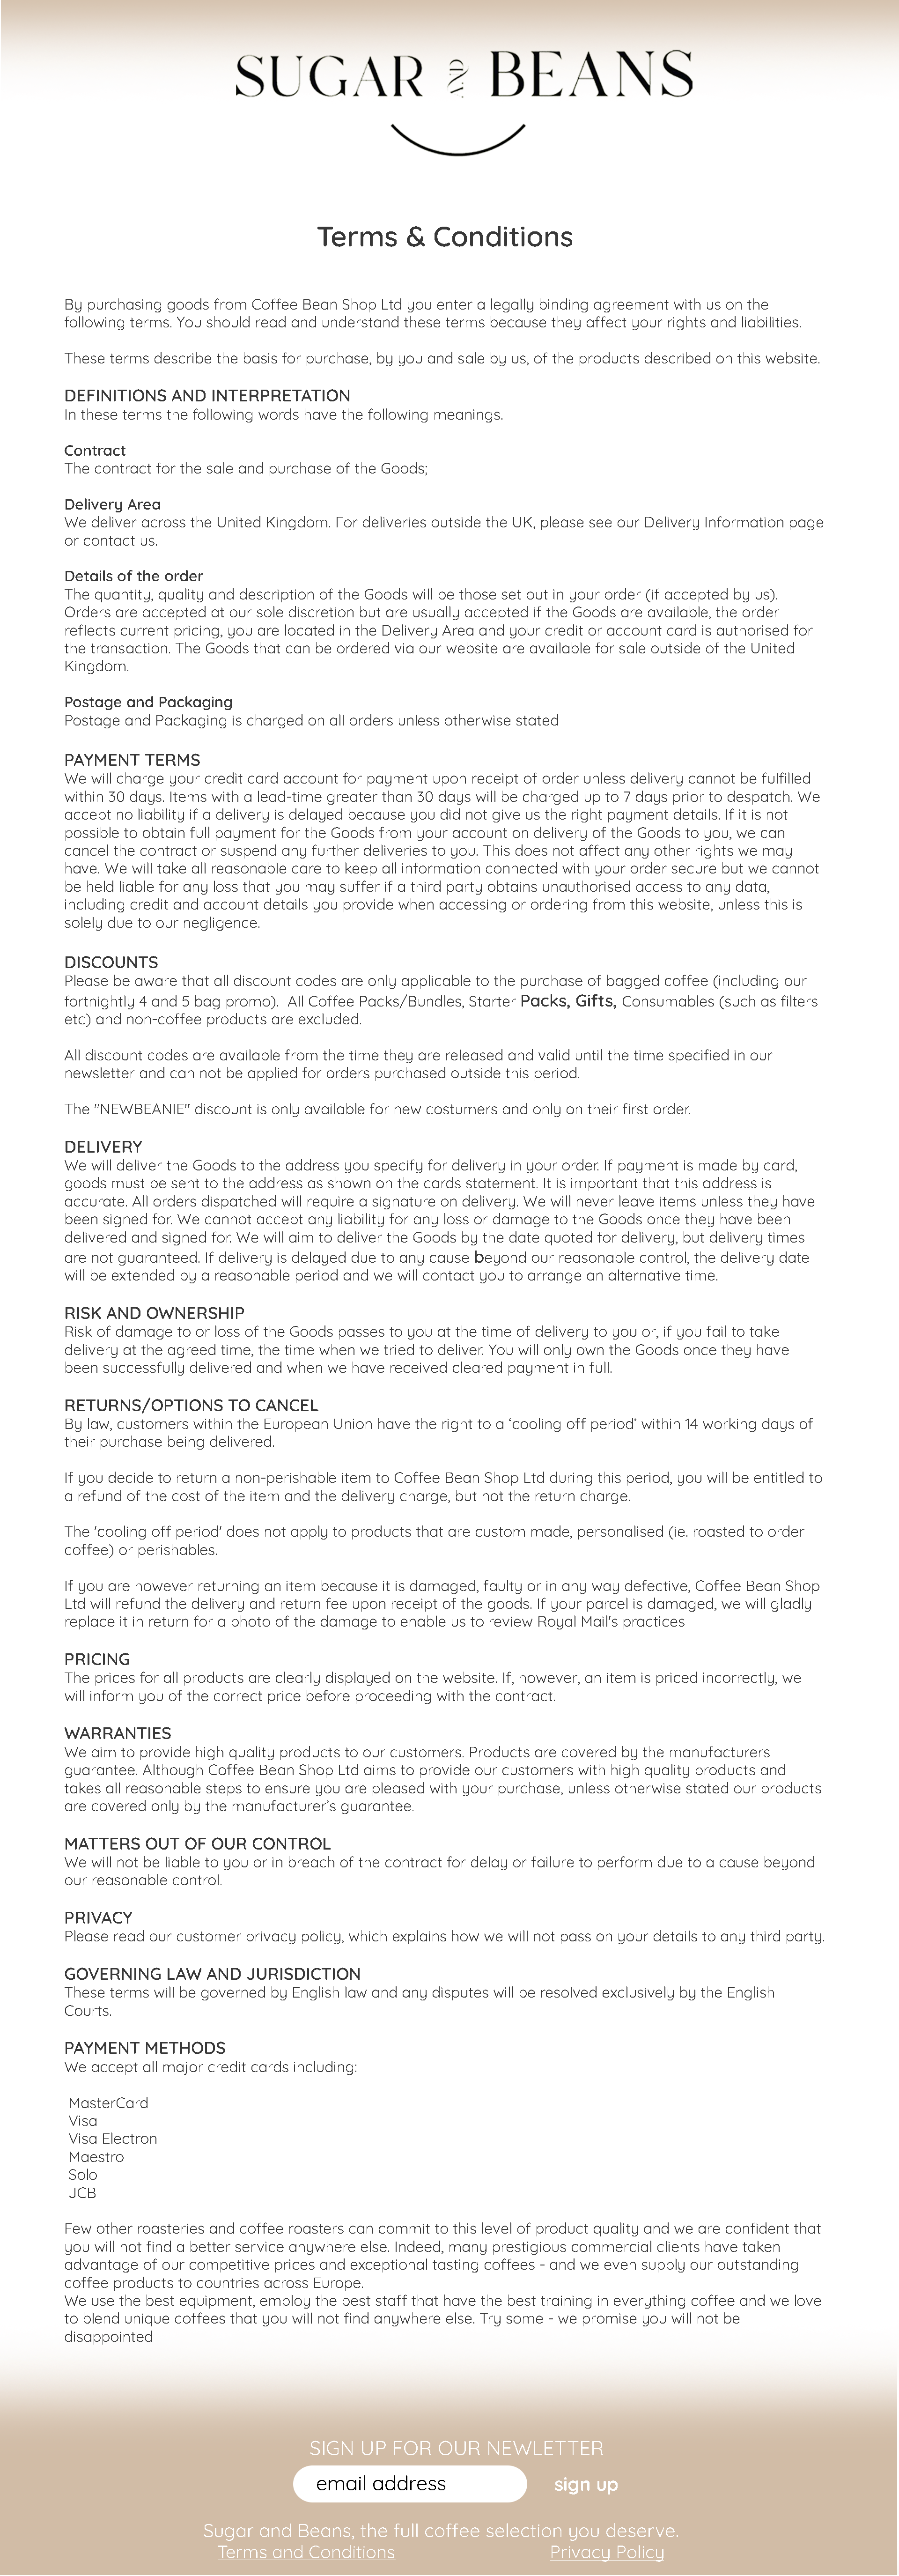 SUGAR and BEANS
Terms & Conditions
By purchasing goods from Coffee Bean Shop Ltd you enter a legally binding agreement with us on the
following terms. You should read and understand these terms because they affect your rights and liabilities.
These terms describe the basis for purchase, by you and sale by us, of the products described on this website.
DEFINITIONS AND INTERPRETATION
In these terms the following words have the following meanings.
Contract
The contract for the sale and purchase of the Goods;
Delivery Area
We deliver across the United Kingdom. For deliveries outside the UK, please see our Delivery Information page
or contact us.
Details of the order
The quantity, quality and description of the Goods will be those set out in your order (if accepted by us).
Orders are accepted at our sole discretion but are usually accepted if the Goods are available, the order
reflects current pricing, you are located in the Delivery Area and your credit or account card is authorised for
the transaction. The Goods that can be ordered via our website are available for sale outside of the United
Kingdom.
Postage and Packaging
Postage and Packaging is charged on all orders unless otherwise stated
PAYMENT TERMS
We will charge your credit card account for payment upon receipt of order unless delivery cannot be fulfilled
within 30 days. Items with a lead-time greater than 30 days will be charged up to 7 days prior to despatch. We
accept no liability if a delivery is delayed because you did not give us the right payment details. If it is not
possible to obtain full payment for the Goods from your account on delivery of the Goods to you, we can
cancel the contract or suspend any further deliveries to you. This does not affect any other rights we may
have. We will take all reasonable care to keep all information connected with your order secure but we cannot
be held liable for any loss that you may suffer if a third party obtains unauthorised access to any data,
including credit and account details you provide when accessing or ordering from this website, unless this is
solely due to our negligence.
DISCOUNTS
Please be aware that all discount codes are only applicable to the purchase of bagged coffee (including our
fortnightly 4 and 5 bag promo).  All Coffee Packs/Bundles, Starter Packs, Gifts, Consumables (such as filters
etc) and non-coffee products are excluded.
All discount codes are available from the time they are released and valid until the time specified in our
newsletter and can not be applied for orders purchased outside this period.
The "NEWBEANIE" discount is only available for new costumers and only on their first order.
DELIVERY
We will deliver the Goods to the address you specify for delivery in your order. If payment is made by card,
goods must be sent to the address as shown on the cards statement. It is important that this address is
accurate. All orders dispatched will require a signature on delivery. We will never leave items unless they have
been signed for. We cannot accept any liability for any loss or damage to the Goods once they have been
delivered and signed for. We will aim to deliver the Goods by the date quoted for delivery, but delivery times
are not guaranteed. If delivery is delayed due to any cause beyond our reasonable control, the delivery date
will be extended by a reasonable period and we will contact you to arrange an alternative time.
RISK AND OWNERSHIP
Risk of damage to or loss of the Goods passes to you at the time of delivery to you or, if you fail to take
delivery at the agreed time, the time when we tried to deliver. You will only own the Goods once they have
been successfully delivered and when we have received cleared payment in full.
RETURNS/OPTIONS TO CANCEL
By law, customers within the European Union have the right to a ‘cooling off period’ within 14 working days of
their purchase being delivered.
If you decide to return a non-perishable item to Coffee Bean Shop Ltd during this period, you will be entitled to
a refund of the cost of the item and the delivery charge, but not the return charge.
The 'cooling off period' does not apply to products that are custom made, personalised (ie. roasted to order
coffee) or perishables.
If you are however returning an item because it is damaged, faulty or in any way defective, Coffee Bean Shop
Ltd will refund the delivery and return fee upon receipt of the goods. If your parcel is damaged, we will gladly
replace it in return for a photo of the damage to enable us to review Royal Mail's practices
PRICING
The prices for all products are clearly displayed on the website. If, however, an item is priced incorrectly, we
will inform you of the correct price before proceeding with the contract.
WARRANTIES
We aim to provide high quality products to our customers. Products are covered by the manufacturers
guarantee. Although Coffee Bean Shop Ltd aims to provide our customers with high quality products and
takes all reasonable steps to ensure you are pleased with your purchase, unless otherwise stated our products
are covered only by the manufacturer’s guarantee.
MATTERS OUT OF OUR CONTROL
We will not be liable to you or in breach of the contract for delay or failure to perform due to a cause beyond
our reasonable control.
PRIVACY
Please read our customer privacy policy, which explains how we will not pass on your details to any third party.
GOVERNING LAW AND JURISDICTION
These terms will be governed by English law and any disputes will be resolved exclusively by the English
Courts.
PAYMENT METHODS
We accept all major credit cards including:
MasterCard
Visa
Visa Electron
Maestro
Solo
JCB
Few other roasteries and coffee roasters can commit to this level of product quality and we are confident that
you will not find a better service anywhere else. Indeed, many prestigious commercial clients have taken
advantage of our competitive prices and exceptional tasting coffees - and we even supply our outstanding
coffee products to countries across Europe.
We use the best equipment, employ the best staff that have the best training in everything coffee and we love
to blend unique coffees that you will not find anywhere else. Try some - we promise you will not be
disappointed
SIGN UP FOR OUR NEWLETTER
email address sign up
Sugar and Beans, the full coffee selection you deserve.
Terms and Conditions Privacy Policy